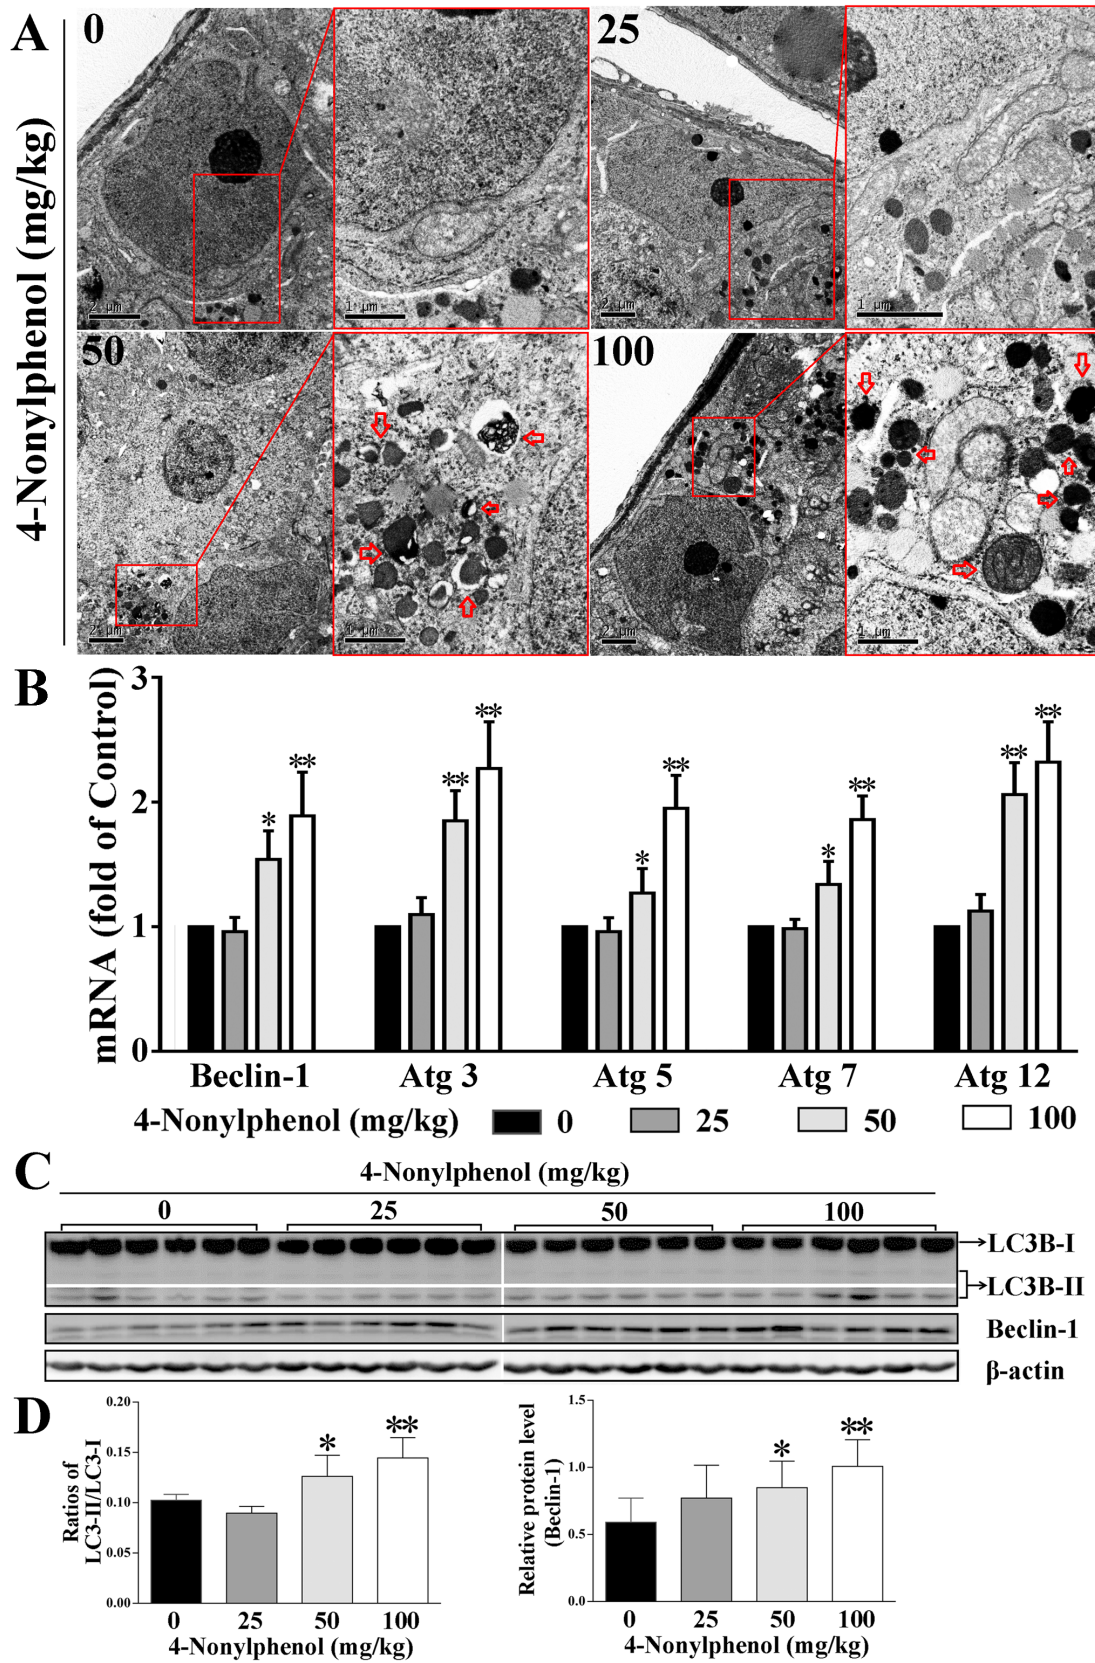 A
4-Nonylphenol (mg/kg)
0
2 µm
1 µm
25
2 µm
1 µm
50
2 µm
1 µm
100
2 µm
1 µm
B
mRNA (fold of Control)
3
2
1
0
*
**
**
**
*
**
*
**
**
**
Beclin-1 Atg 3 Atg 5 Atg 7 Atg 12
4-Nonylphenol (mg/kg) 0 25 50 100
C
4-Nonylphenol (mg/kg)
0 25 50 100
LC3B-I
LC3B-II
Beclin-1
β-actin
D
Ratios of
LC3-II/LC3-I
0.20
0.15
0.10
0.05
0.00
*
**
0 25 50 100
4-Nonylphenol (mg/kg)
Relative protein level
(Beclin-1)
1.5
1.0
0.5
0.0
*
**
0 25 50 100
4-Nonylphenol (mg/kg)